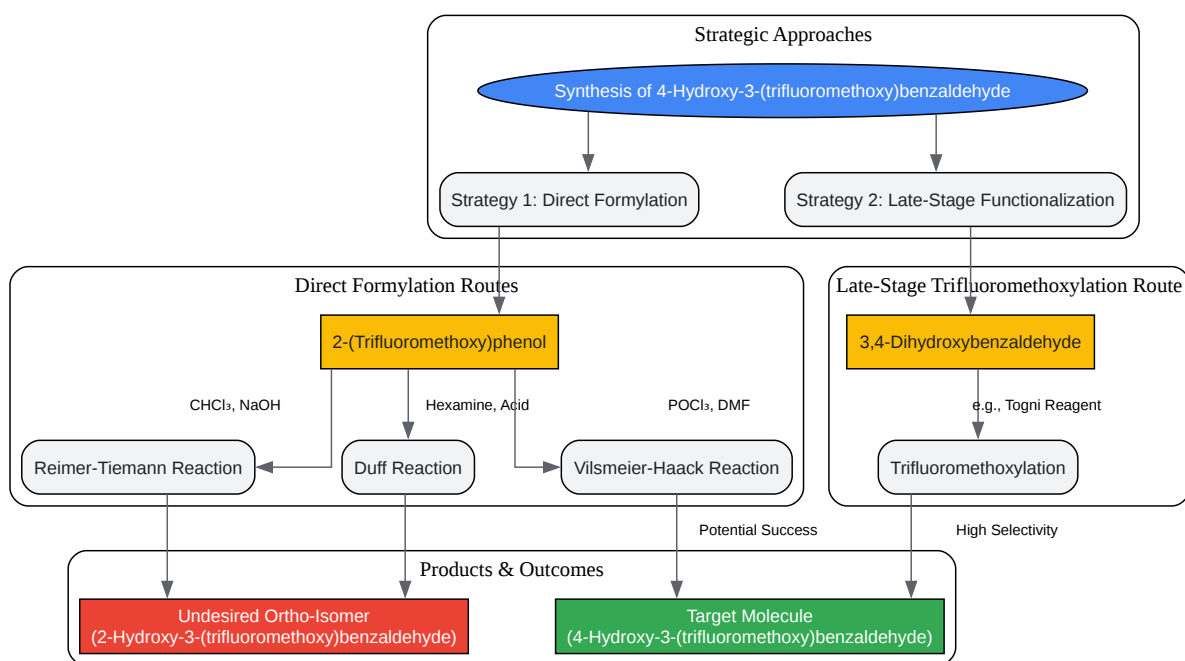 Strategic Approaches
Synthesis of 4-Hydroxy-3-(trifluoromethoxy)benzaldehyde
Strategy 1: Direct Formylation
Strategy 2: Late-Stage Functionalization
Direct Formylation Routes
Late-Stage Trifluoromethoxylation Route
2-(Trifluoromethoxy)phenol
3,4-Dihydroxybenzaldehyde
CHCl₃, NaOH
Hexamine, Acid
POCl₃, DMF
e.g., Togni Reagent
Reimer-Tiemann Reaction
Duff Reaction
Vilsmeier-Haack Reaction
Trifluoromethoxylation
Potential Success
High Selectivity
Products & Outcomes
Undesired Ortho-Isomer
(2-Hydroxy-3-(trifluoromethoxy)benzaldehyde)
Target Molecule
(4-Hydroxy-3-(trifluoromethoxy)benzaldehyde)